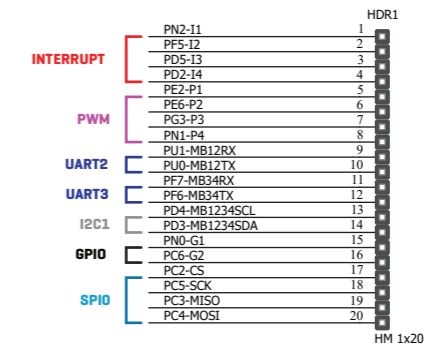 HDR1
PN2-I1 1
PF5-I2 2
INTERRUPT PD5-I3 3
PD2-I4 4
PE2-P1 5
PE6-P2 6
PWM PG3-P3 7
PN1-P4 8
PU1-MB12RX 9
UART2 PU0-MB12TX 10
PF7-MB34RX 11
UART3 PF6-MB34TX 12
PD4-MB1234SCL 13
I2C1 PD3-MB1234SDA 14
PN0-G1 15
GPIO PC6-G2 16
PC2-CS 17
PC5-SCK 18
SPI0 PC3-MISO 19
PC4-MOSI 20
HM 1x20